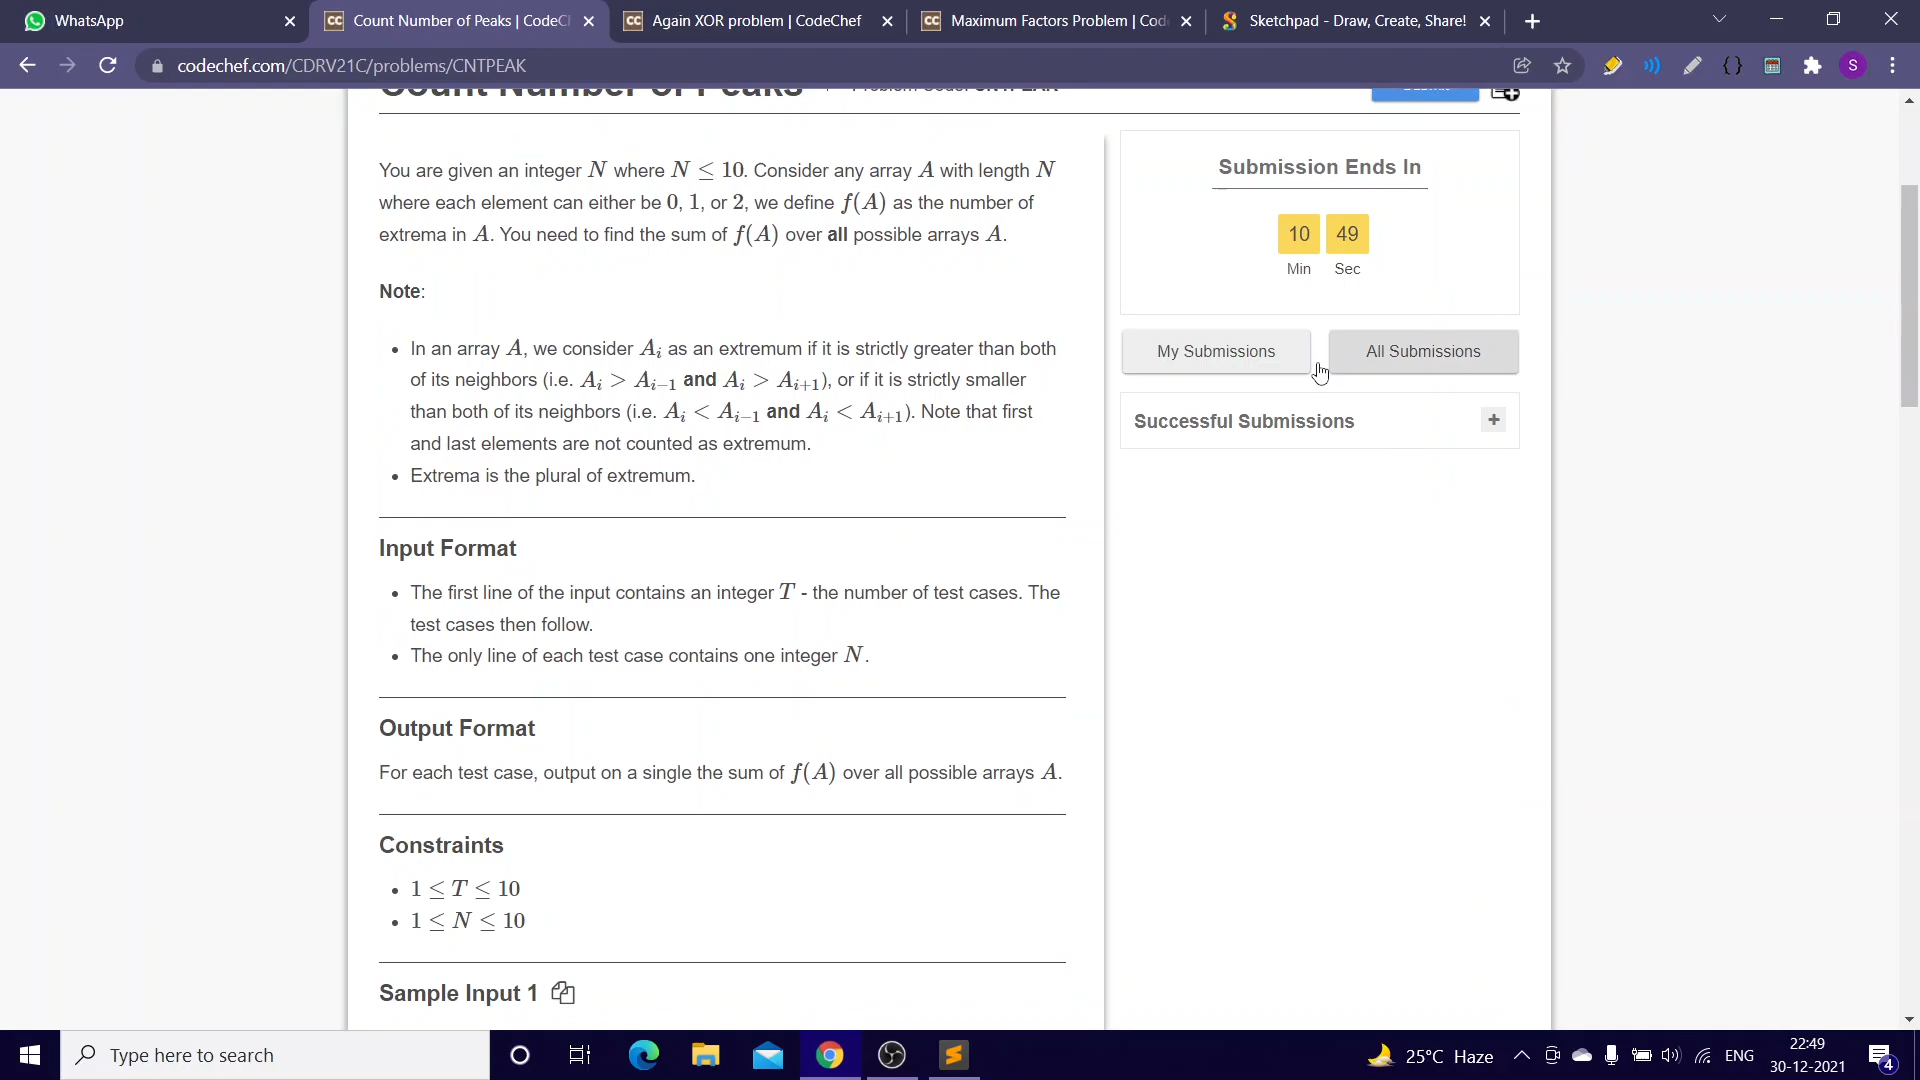 WhatsApp
Count Number of Peaks | CodeCl
Again XOR problem | CodeChef
Maximum Factors Problem | Cod
Sketchpad - Draw, Create, Share!
codechef.com/CDRV21C/problems/CNTPEAK
S
Count Number of Peaks
Problem Code: CNTPEAK
You are given an integer N where N ≤ 10. Consider any array A with length N
where each element can either be 0, 1, or 2, we define f(A) as the number of
extrema in A. You need to find the sum of f(A) over all possible arrays A.
Note:
• In an array A, we consider Aᵢ as an extremum if it is strictly greater than both
of its neighbors (i.e. Aᵢ > Aᵢ₋₁ and Aᵢ > Aᵢ₊₁), or if it is strictly smaller
than both of its neighbors (i.e. Aᵢ < Aᵢ₋₁ and Aᵢ < Aᵢ₊₁). Note that first
and last elements are not counted as extremum.
• Extrema is the plural of extremum.
Input Format
• The first line of the input contains an integer T - the number of test cases. The
test cases then follow.
• The only line of each test case contains one integer N.
Output Format
For each test case, output on a single the sum of f(A) over all possible arrays A.
Constraints
• 1 ≤ T ≤ 10
• 1 ≤ N ≤ 10
Sample Input 1
Submission Ends In
10 49
Min Sec
My Submissions
All Submissions
Successful Submissions
+
Type here to search
25°C Haze
ENG
22:49
30-12-2021
4